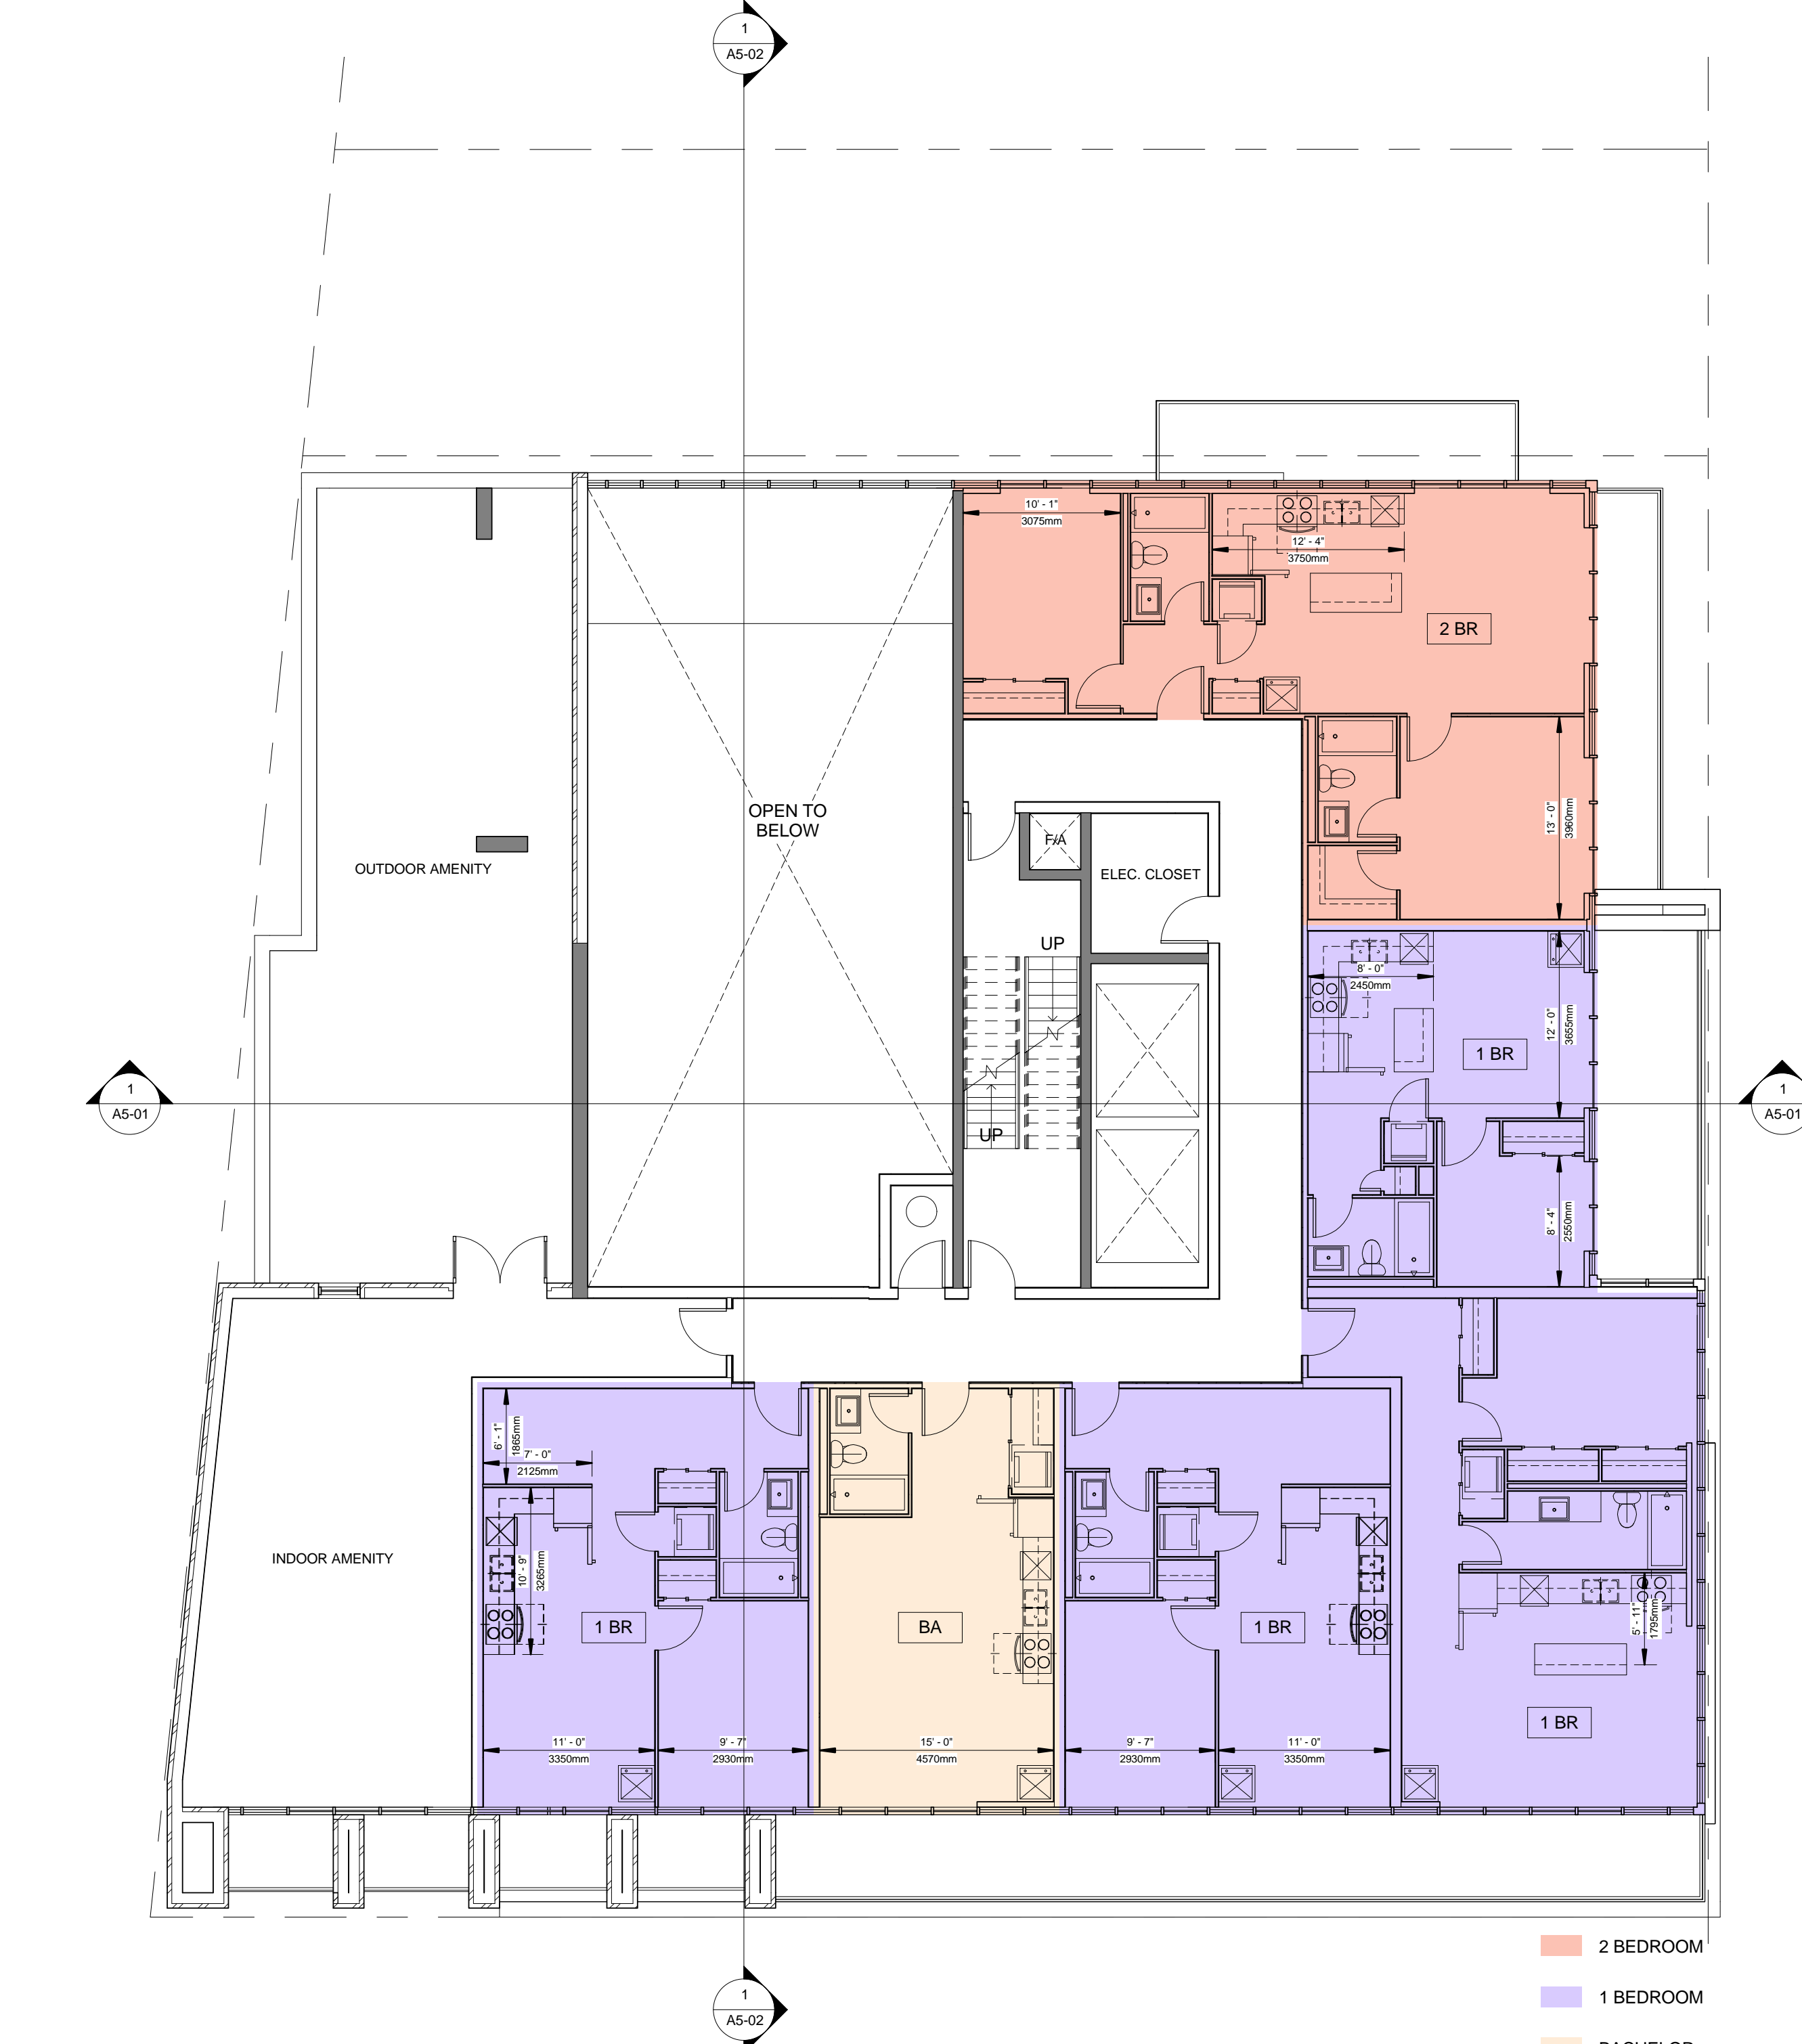 1
A5-02
10' - 1"
3075mm
12' - 4"
3750mm
2 BR
OPEN TO
BELOW
F/A
13' - 0"
3960mm
OUTDOOR AMENITY
ELEC. CLOSET
UP
8' - 0"
2450mm
12' - 0"
3655mm
1 BR
1
A5-01
1
A5-01
UP
8' - 4"
2550mm
6' - 1"
1865mm
7' - 0"
2125mm
INDOOR AMENITY
10' - 9"
3265mm
1 BR
BA
1 BR
5' - 11"
1795mm
1 BR
11' - 0"
3350mm
9' - 7"
2930mm
15' - 0"
4570mm
9' - 7"
2930mm
11' - 0"
3350mm
2 BEDROOM
1 BEDROOM
1
A5-02